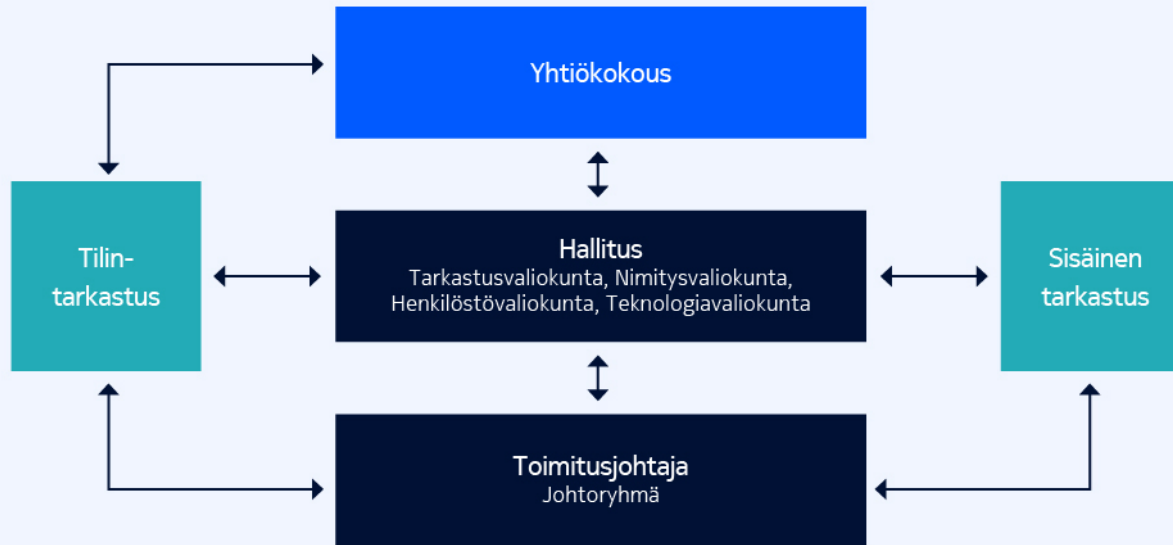 Yhtiökokous
Tilin-
tarkastus
Hallitus
Tarkastusvaliokunta, Nimitysvaliokunta,
Henkilöstövaliokunta, Teknologiavaliokunta
Sisäinen
tarkastus
Toimitusjohtaja
Johtoryhmä